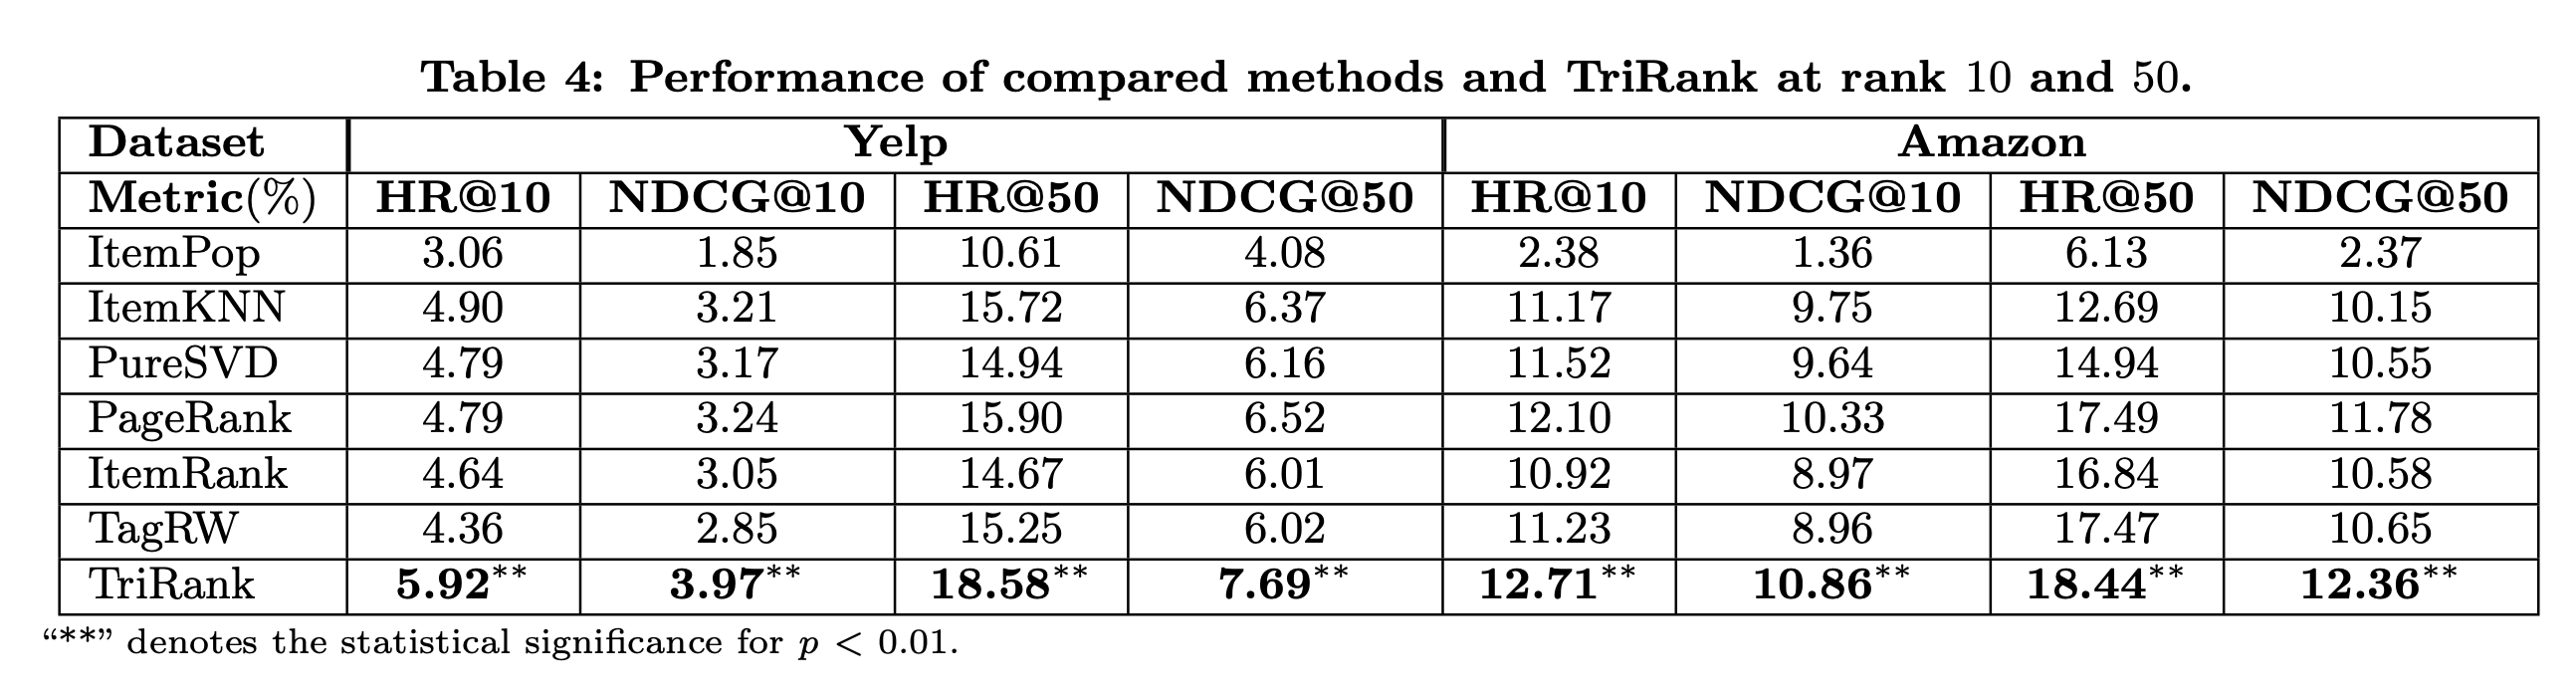 Table 4: Performance of compared methods and TriRank at rank 10 and 50.
Dataset Yelp Amazon
Metric(%) HR@10 NDCG@10 HR@50 NDCG@50 HR@10 NDCG@10 HR@50 NDCG@50
ItemPop 3.06 1.85 10.61 4.08 2.38 1.36 6.13 2.37
ItemKNN 4.90 3.21 15.72 6.37 11.17 9.75 12.69 10.15
PureSVD 4.79 3.17 14.94 6.16 11.52 9.64 14.94 10.55
PageRank 4.79 3.24 15.90 6.52 12.10 10.33 17.49 11.78
ItemRank 4.64 3.05 14.67 6.01 10.92 8.97 16.84 10.58
TagRW 4.36 2.85 15.25 6.02 11.23 8.96 17.47 10.65
TriRank 5.92** 3.97** 18.58** 7.69** 12.71** 10.86** 18.44** 12.36**
“**” denotes the statistical significance for p < 0.01.